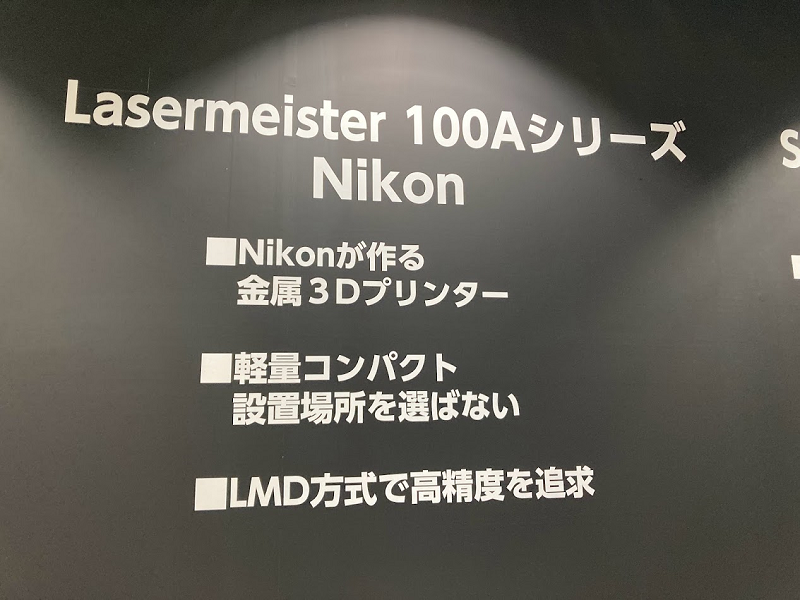 Lasermeister 100Aシリーズ
Nikon
■Nikonが作る
金属３Dプリンター
■軽量コンパクト
設置場所を選ばない
■LMD方式で高精度を追求
S